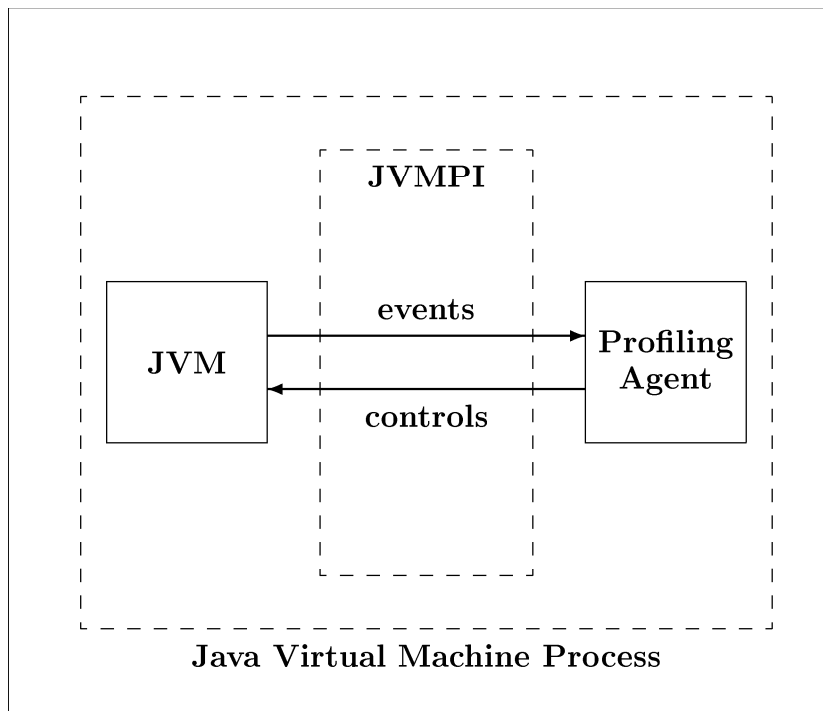 JVMPI
events
JVM
Profiling
Agent
controls
Java Virtual Machine Process